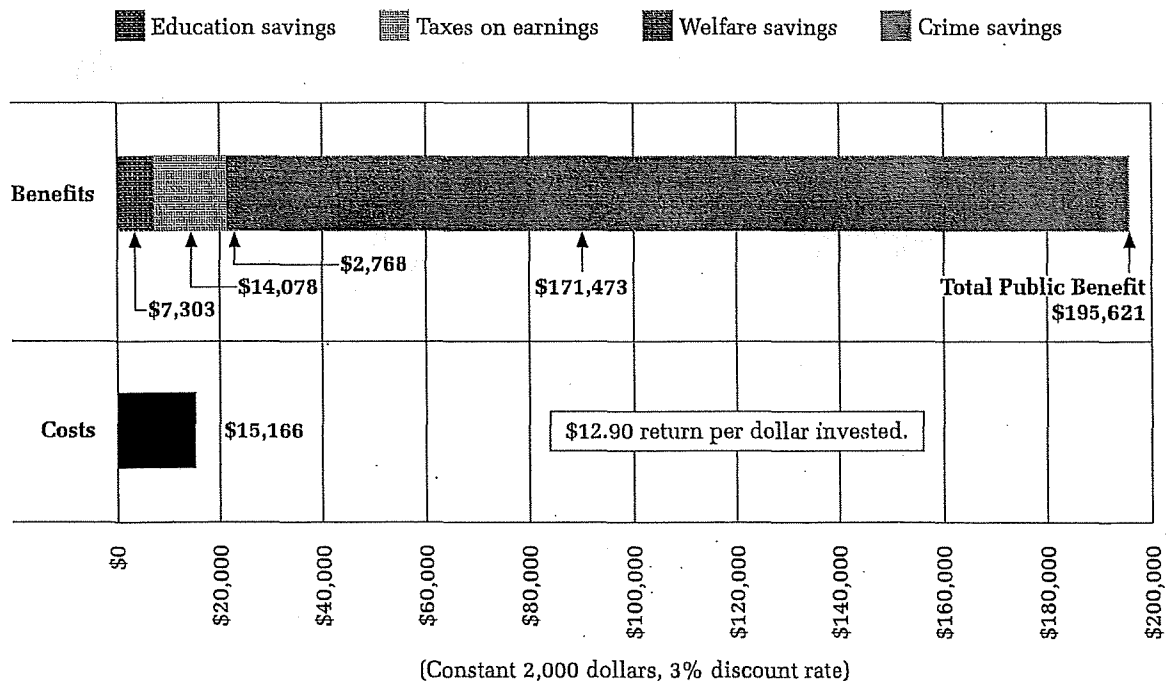 Education savings Taxes on earnings Welfare savings Crime savings
Benefits
$2,768
$14,078
$7,303
$171,473
Total Public Benefit
$195,621
Costs
$15,166
$12.90 return per dollar invested.
$0
$20,000
$40,000
$60,000
$80,000
$100,000
$120,000
$140,000
$160,000
$180,000
$200,000
(Constant 2,000 dollars, 3% discount rate)